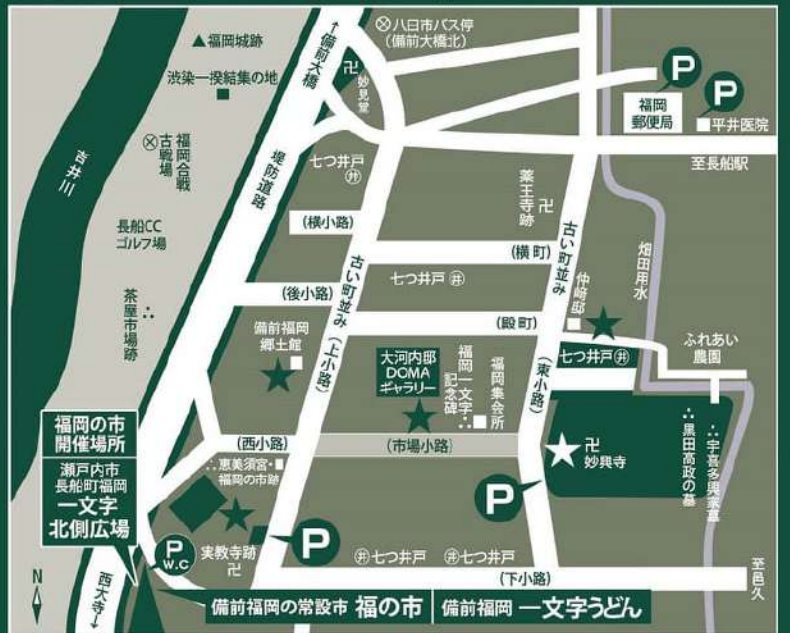 ▲福岡城跡
渋染一揆結集の地
↑備前大橋
⊗八日市バス停
(備前大橋北)
卍
妙見堂
P
福岡
郵便局
P
平井医院
至長船駅
吉井川
⊗福岡合戦
古戦場
堤防道路
七つ井戸
井
薬王寺跡
卍
長船CC
ゴルフ場
(横小路)
古い町並み(上小路)
(横町)
古い町並み
(東小路)
畑田用水
七つ井戸 井
仲﨑邸
茶屋市場跡
(後小路)
(殿町)
備前福岡
郷土館
大河内邸
DOMA
ギャラリー
福岡一文字
記念碑
福岡集会所
七つ井戸 井
ふれあい
農園
福岡の市
開催場所
瀬戸内市
長船町福岡
一文字
北側広場
(西小路)
恵美須宮・
福岡の市跡
(市場小路)
卍
妙興寺
黒田高政の墓
宇喜多興家墓
P
P
W.C
実教寺跡
卍
P
井七つ井戸
井七つ井戸
(下小路)
至邑久
N
西大寺→
備前福岡の常設市 福の市
備前福岡 一文字うどん